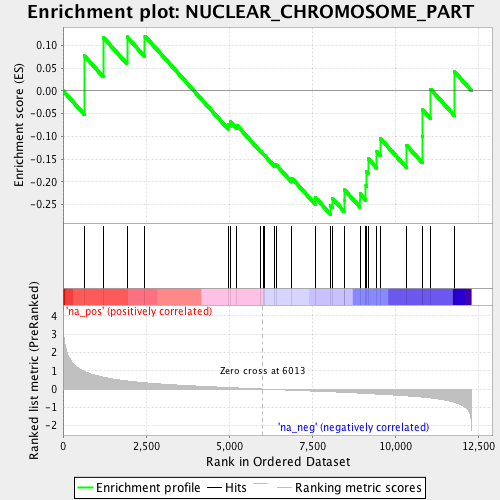 Enrichment plot: NUCLEAR_CHROMOSOME_PART
Enrichment score (ES)
0.10
0.05
0.00
-0.05
-0.10
-0.15
-0.20
-0.25
'na_pos' (positively correlated)
Ranked list metric (PreRanked)
4
3
2
1
0
-1
-2
Zero cross at 6013
'na_neg' (negatively correlated)
0
2,500
5,000
7,500
10,000
12,500
Rank in Ordered Dataset
Enrichment profile
Hits
Ranking metric scores